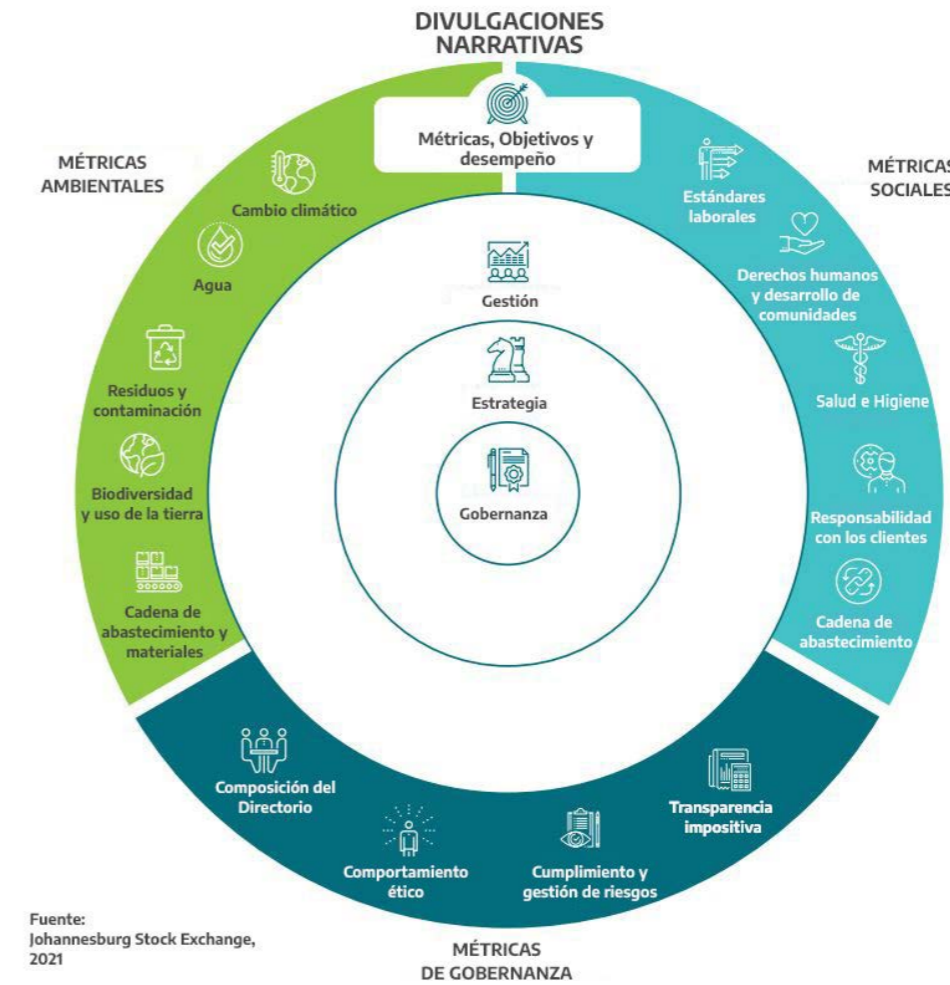 DIVULGACIONES
NARRATIVAS
Métricas, Objetivos y
desempeño
MÉTRICAS
AMBIENTALES
Cambio climático
Agua
Residuos y
contaminación
Biodiversidad
y uso de la tierra
Cadena de
abastecimiento y
materiales
Gestión
Estrategia
Gobernanza
MÉTRICAS
SOCIALES
Estándares
laborales
Derechos humanos
y desarrollo de
comunidades
Salud e Higiene
Responsabilidad
con los clientes
Cadena de
abastecimiento
Composición del
Directorio
Comportamiento
ético
Cumplimiento y
gestión de riesgos
Transparencia
impositiva
MÉTRICAS
DE GOBERNANZA
Fuente:
Johannesburg Stock Exchange,
2021